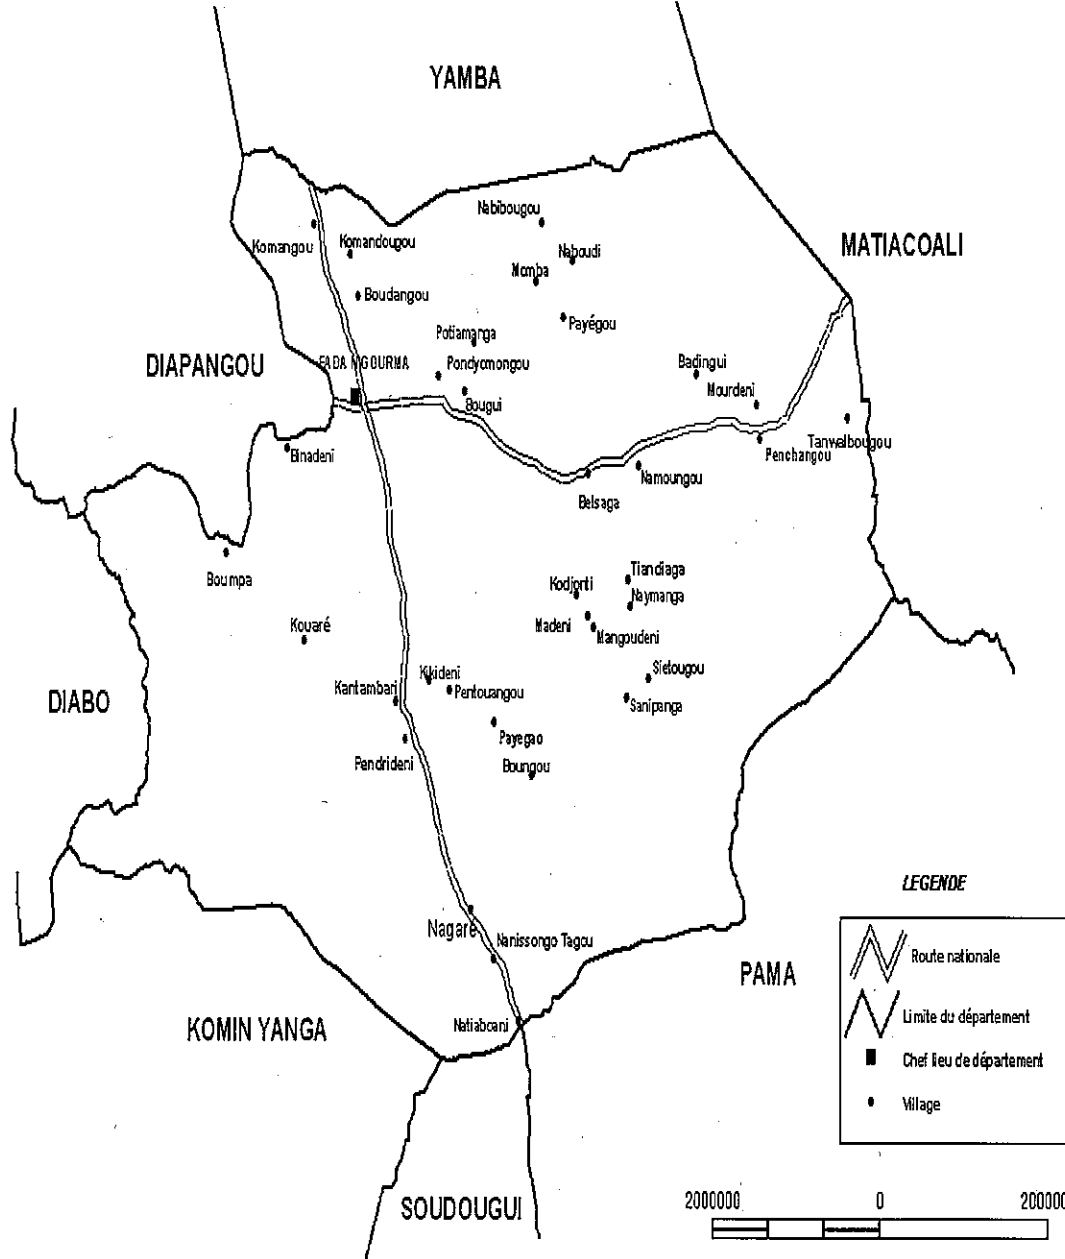 YAMBA
Nabibougou
Komangou
Komandougou
MATIACOALI
Naboudi
Momba
Boudangou
Payégou
Potiamanga
DIAPANGOU
FADA NGOURMA
Pondyomongou
Badingui
Mourdeni
Bougui
Binadeni
Penchangou
Tanwalbougou
Namoungou
Belsaga
Boumpa
Tiandiaga
Kodjonti
Naymanga
Kouaré
Madeni
Mangoudeni
Kikideni
Sietougou
Kantambari
Pentouangou
DIABO
Sanipanga
Payegao
Pendrideni
Boungou
LEGENDE
Nagaré
Nanissongo Tagou
Route nationale
PAMA
Natiaboani
Limite du département
KOMIN YANGA
Chef lieu de département
Village
SOUDOUGUI
2000000 0 200000